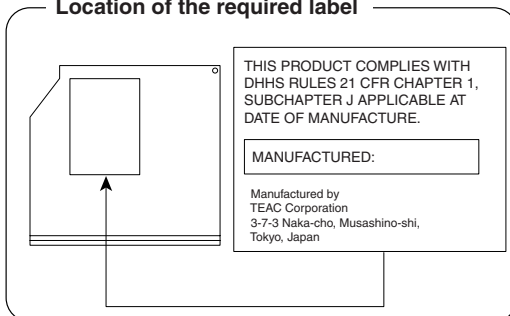 Location of the required label
THIS PRODUCT COMPLIES WITH
DHHS RULES 21 CFR CHAPTER 1,
SUBCHAPTER J APPLICABLE AT
DATE OF MANUFACTURE.
MANUFACTURED:
Manufactured by
TEAC Corporation
3-7-3 Naka-cho, Musashino-shi,
Tokyo, Japan